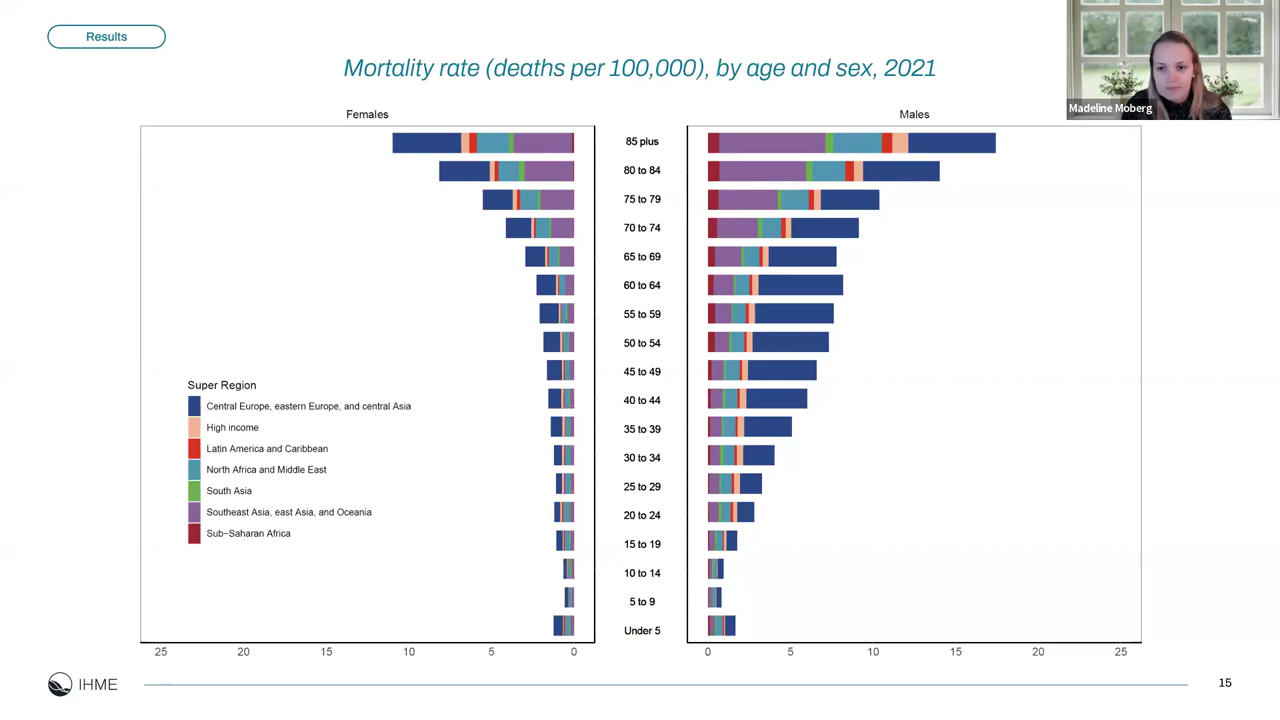 Results
Mortality rate (deaths per 100,000), by age and sex, 2021
Madeline Moberg
Females
Males
85 plus
80 to 84
75 to 79
70 to 74
65 to 69
60 to 64
55 to 59
50 to 54
45 to 49
40 to 44
35 to 39
30 to 34
25 to 29
20 to 24
15 to 19
10 to 14
5 to 9
Under 5
Super Region
Central Europe, eastern Europe, and central Asia
High income
Latin America and Caribbean
North Africa and Middle East
South Asia
Southeast Asia, east Asia, and Oceania
Sub−Saharan Africa
25 20 15 10 5 0
0 5 10 15 20 25
IHME
15